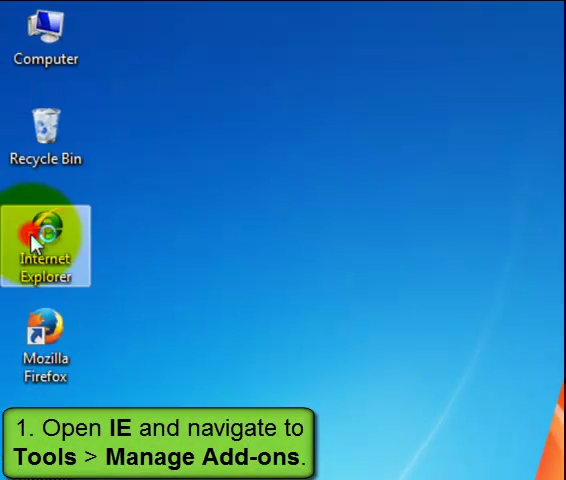 Computer
Recycle Bin
Internet
Explorer
Mozilla
Firefox
1. Open IE and navigate to
Tools > Manage Add-ons.